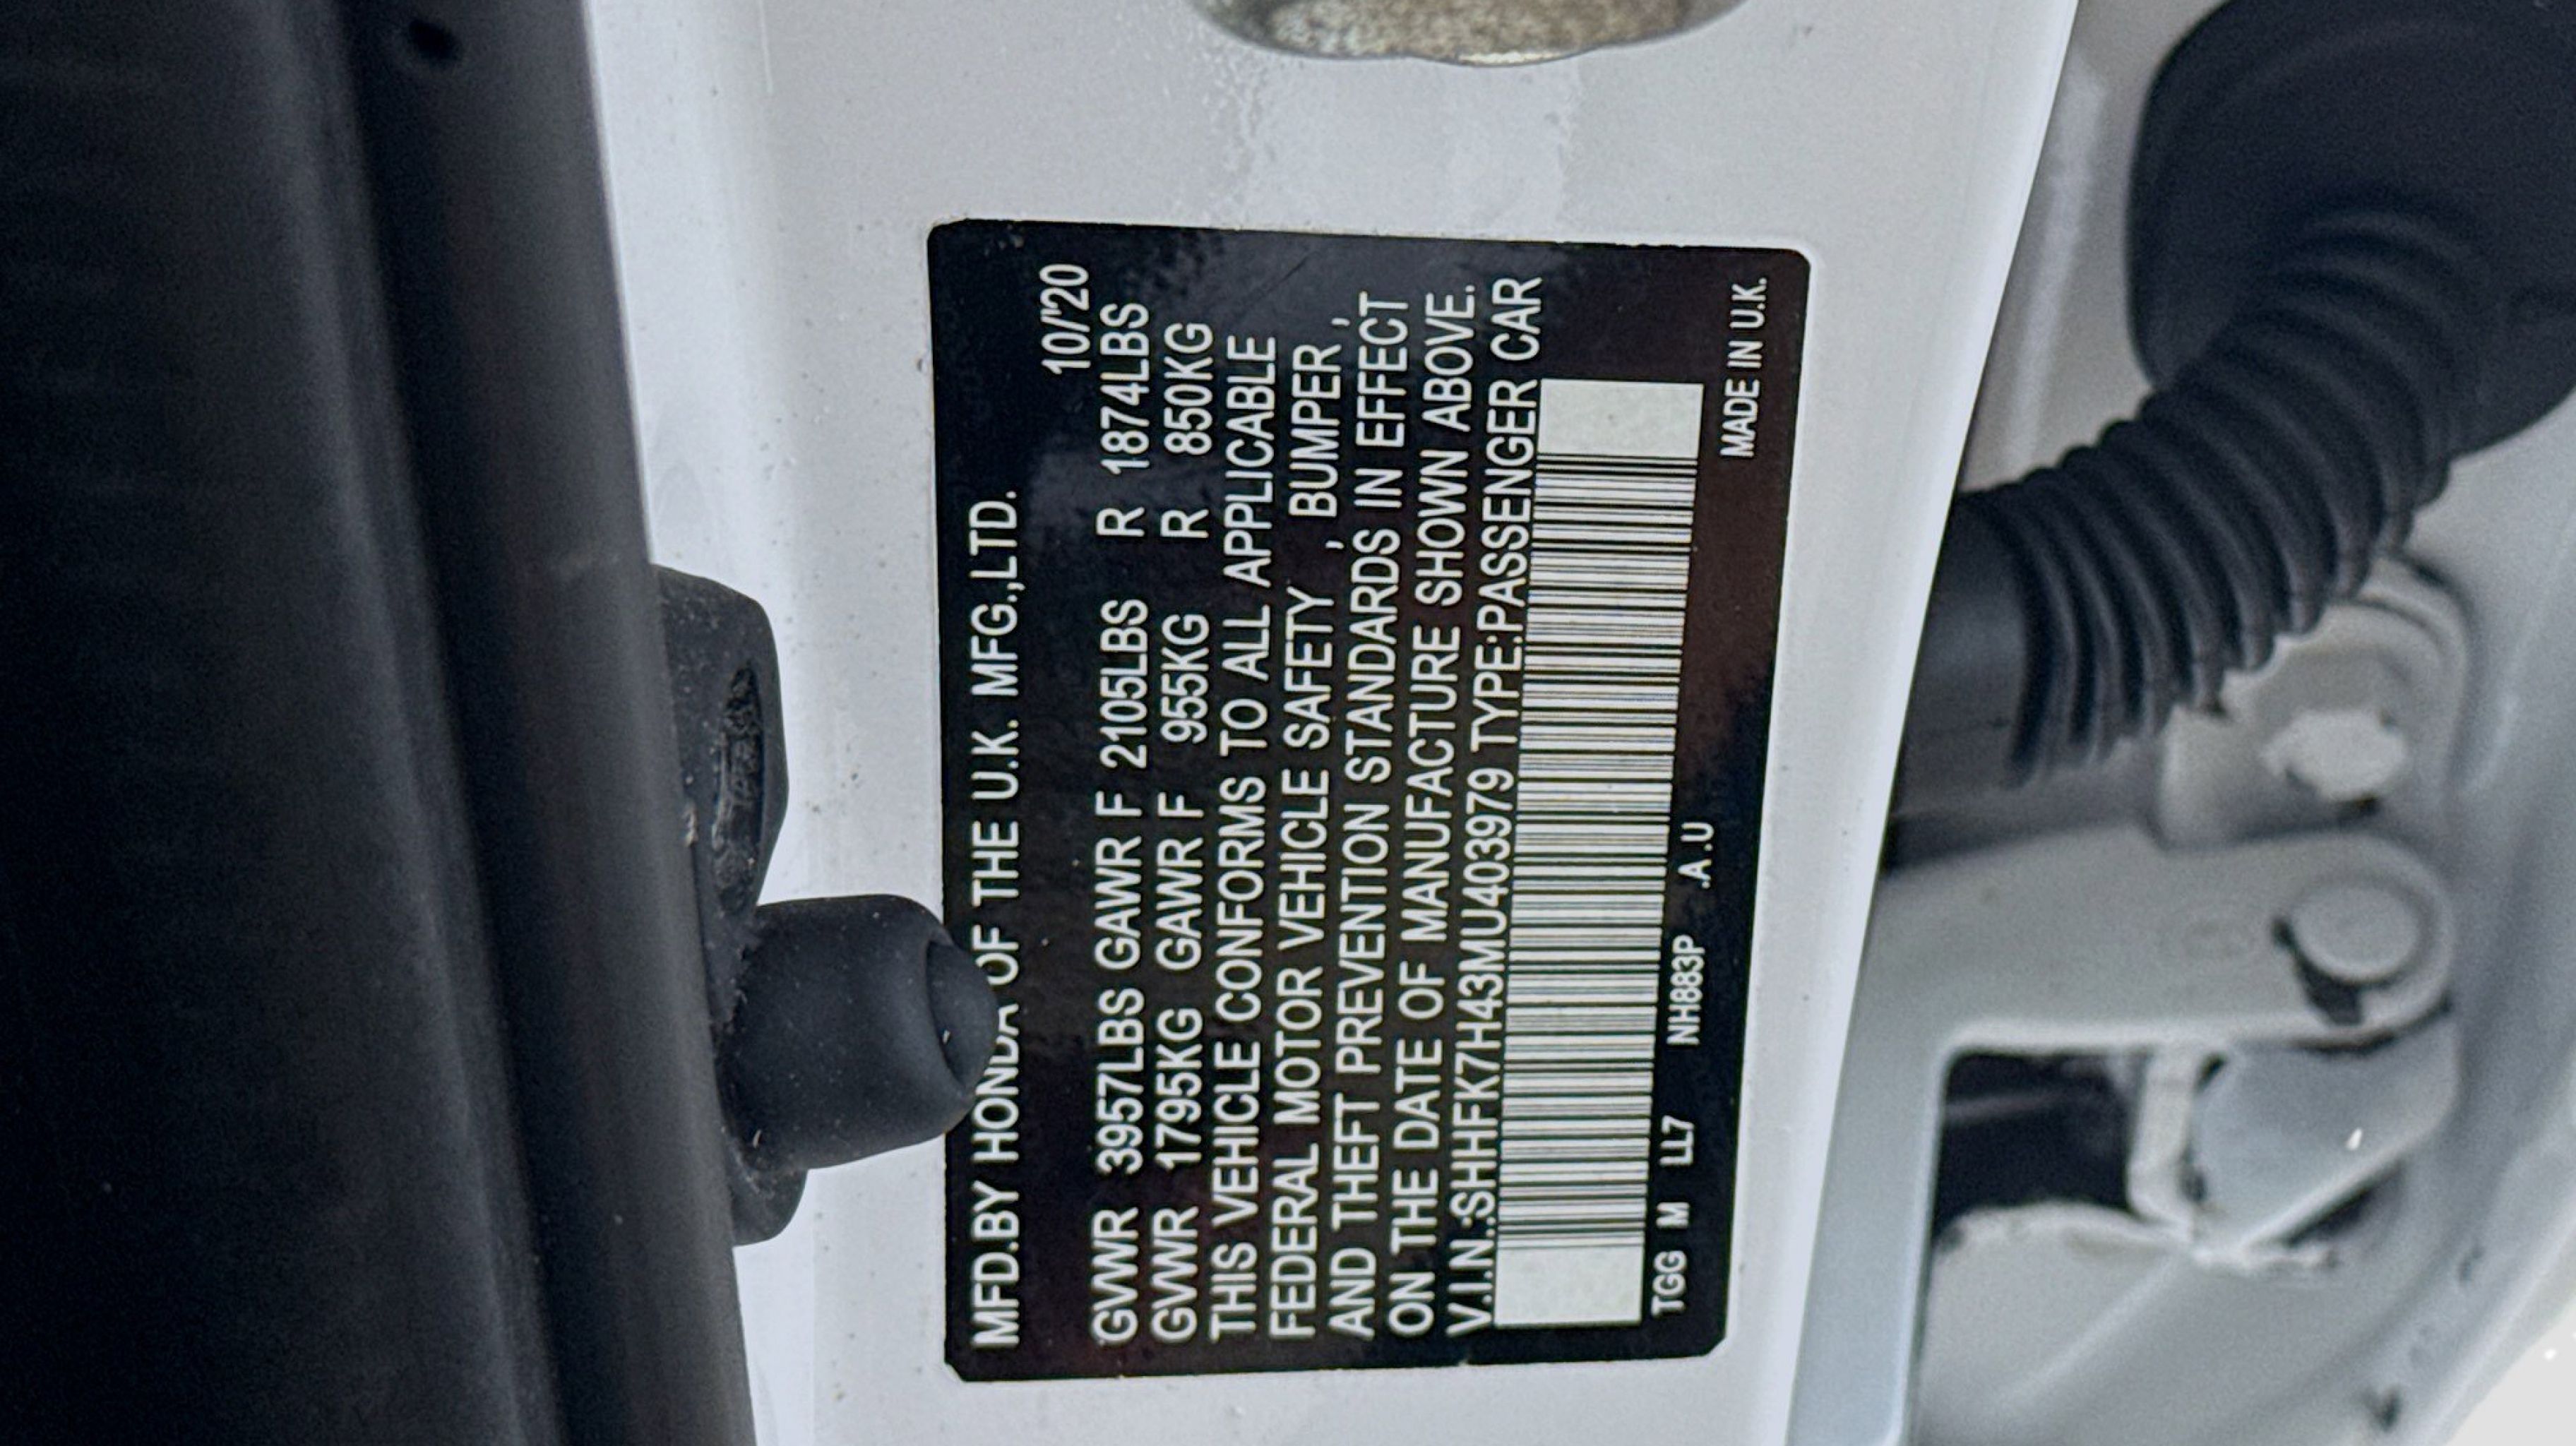 MFD.BY HONDA OF THE U.K. MFG.,LTD.
10/'20
GVWR 3957LBS GAWR F 2105LBS R 1874LBS
GVWR 1795KG GAWR F 955KG R 850KG
THIS VEHICLE CONFORMS TO ALL APPLICABLE
FEDERAL MOTOR VEHICLE SAFETY , BUMPER ,
AND THEFT PREVENTION STANDARDS IN EFFECT
ON THE DATE OF MANUFACTURE SHOWN ABOVE.
V.I.N.:SHHFK7H43MU403979 TYPE:PASSENGER CAR
TGG M LL7 NH883P .A .U
MADE IN U.K.